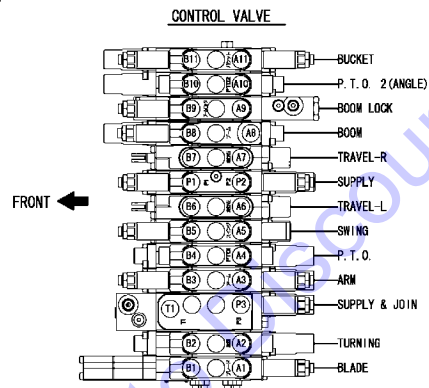 CONTROL VALVE
B11 A11 BUCKET
B10 A10 P.T.O. 2(ANGLE)
B9 A9 BOOM LOCK
B8 A8 BOOM
B7 A7 TRAVEL-R
P1 P2 SUPPLY
FRONT
B6 A6 TRAVEL-L
B5 A5 SWING
B4 A4 P.T.O.
B3 A3 ARM
T1 P3 SUPPLY & JOIN
B2 A2 TURNING
B1 A1 BLADE
Discour